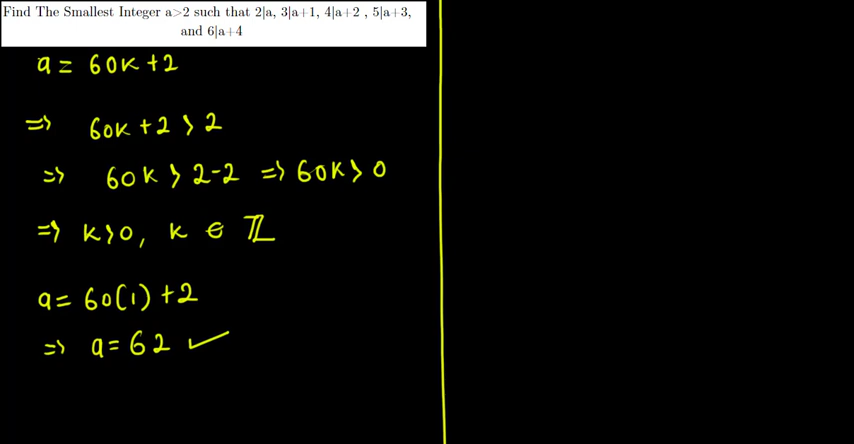 Find The Smallest Integer a>2 such that 2|a, 3|a+1, 4|a+2 , 5|a+3,
and 6|a+4
a = 60k + 2
⇒ 60k + 2 > 2
⇒ 60k > 2-2 ⇒ 60k > 0
⇒ k>0, k ∈ ℤ
a = 60(1) + 2
⇒ a = 62 ✓